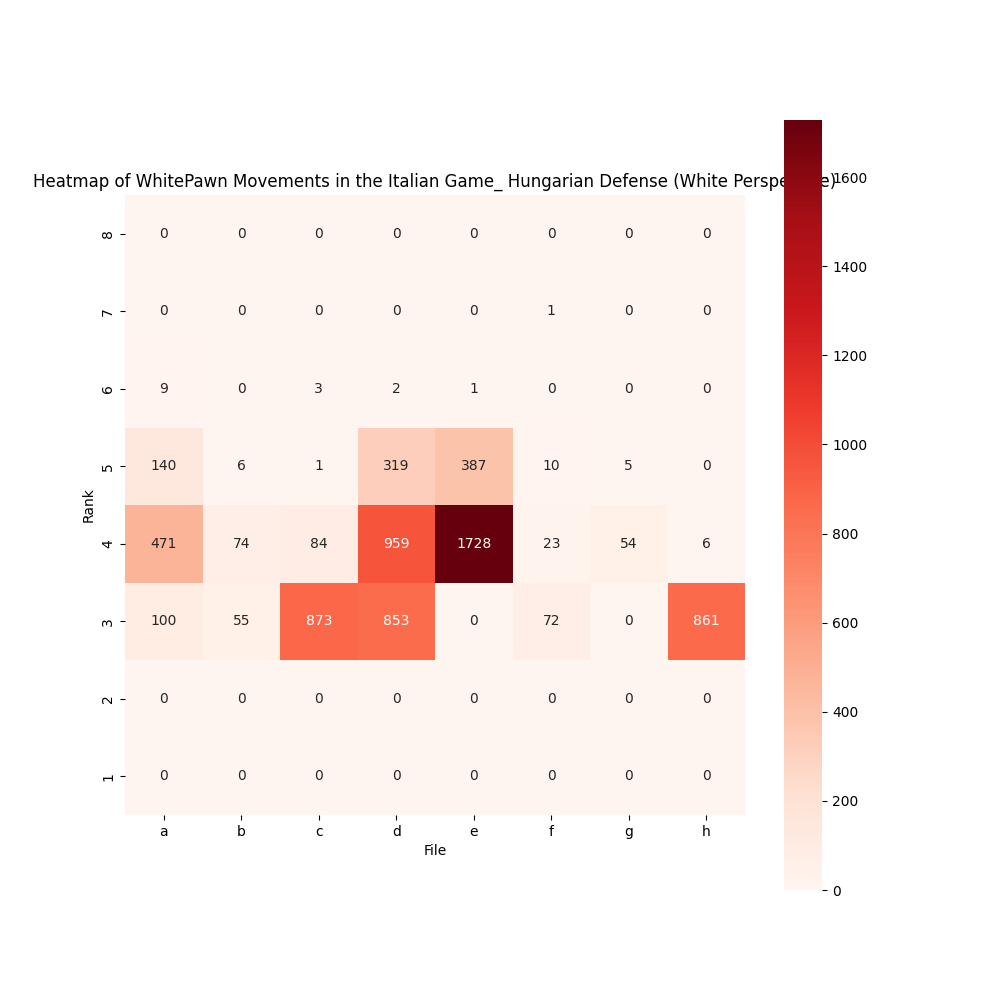 Heatmap of WhitePawn Movements in the Italian Game_ Hungarian Defense (White
1600
8 0 0 0 0 0 0 0 0
1400
7 0 0 0 0 0 1 0 0
1200
6 9 0 3 2 1 0 0 0
1000
5 140 6 1 319 387 10 5 0
800
Rank
4 471 74 84 959 1728 23 54 6
600
3 100 55 873 853 0 72 0 861
400
2 0 0 0 0 0 0 0 0
200
1 0 0 0 0 0 0 0 0
0
a b c d e f g h
File